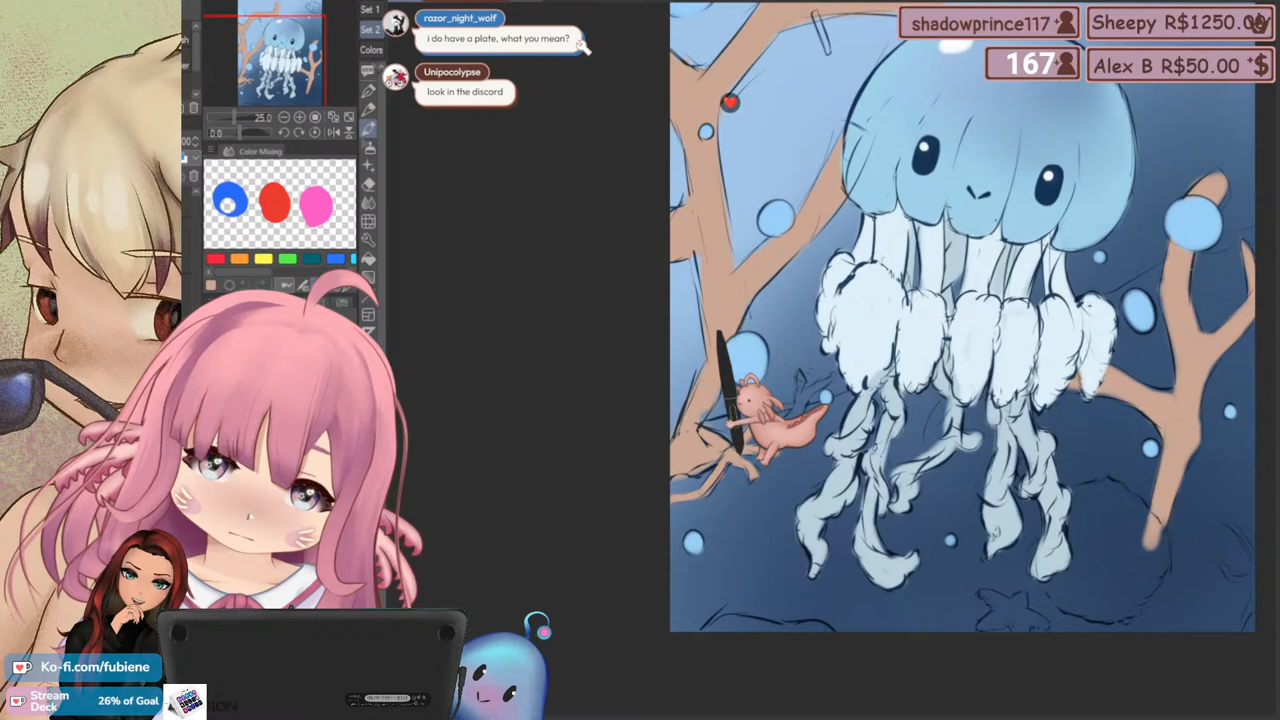 Set 1
Set 2
Colors
razor_night_wolf
i do have a plate, what you mean?
Unipocolypse
look in the discord
25.0
0.0
Color Mixing
shadowprince117
Sheepy R$1250.00
167
Alex B R$50.00
Ko-fi.com/fubiene
Stream
Deck
26% of Goal